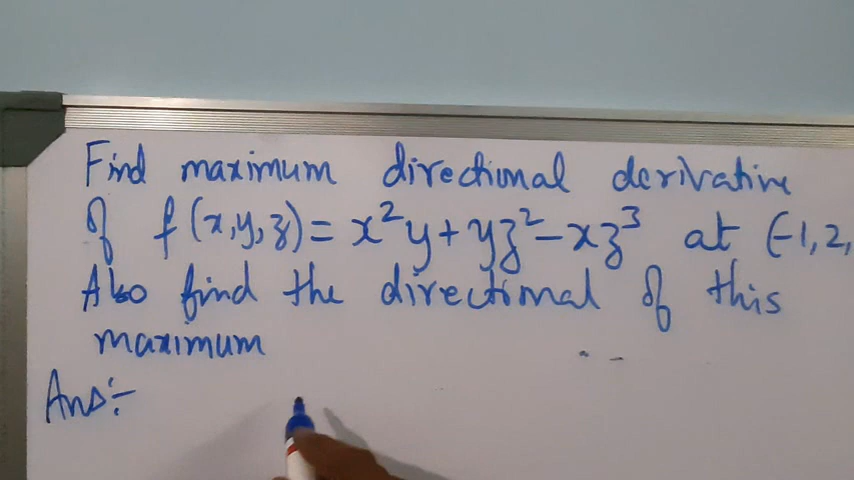 Find maximum directional derivative
of f(x,y,z) = x²y + yz² - xz³ at (-1, 2,
Also find the directional of this
maximum
Ans:-